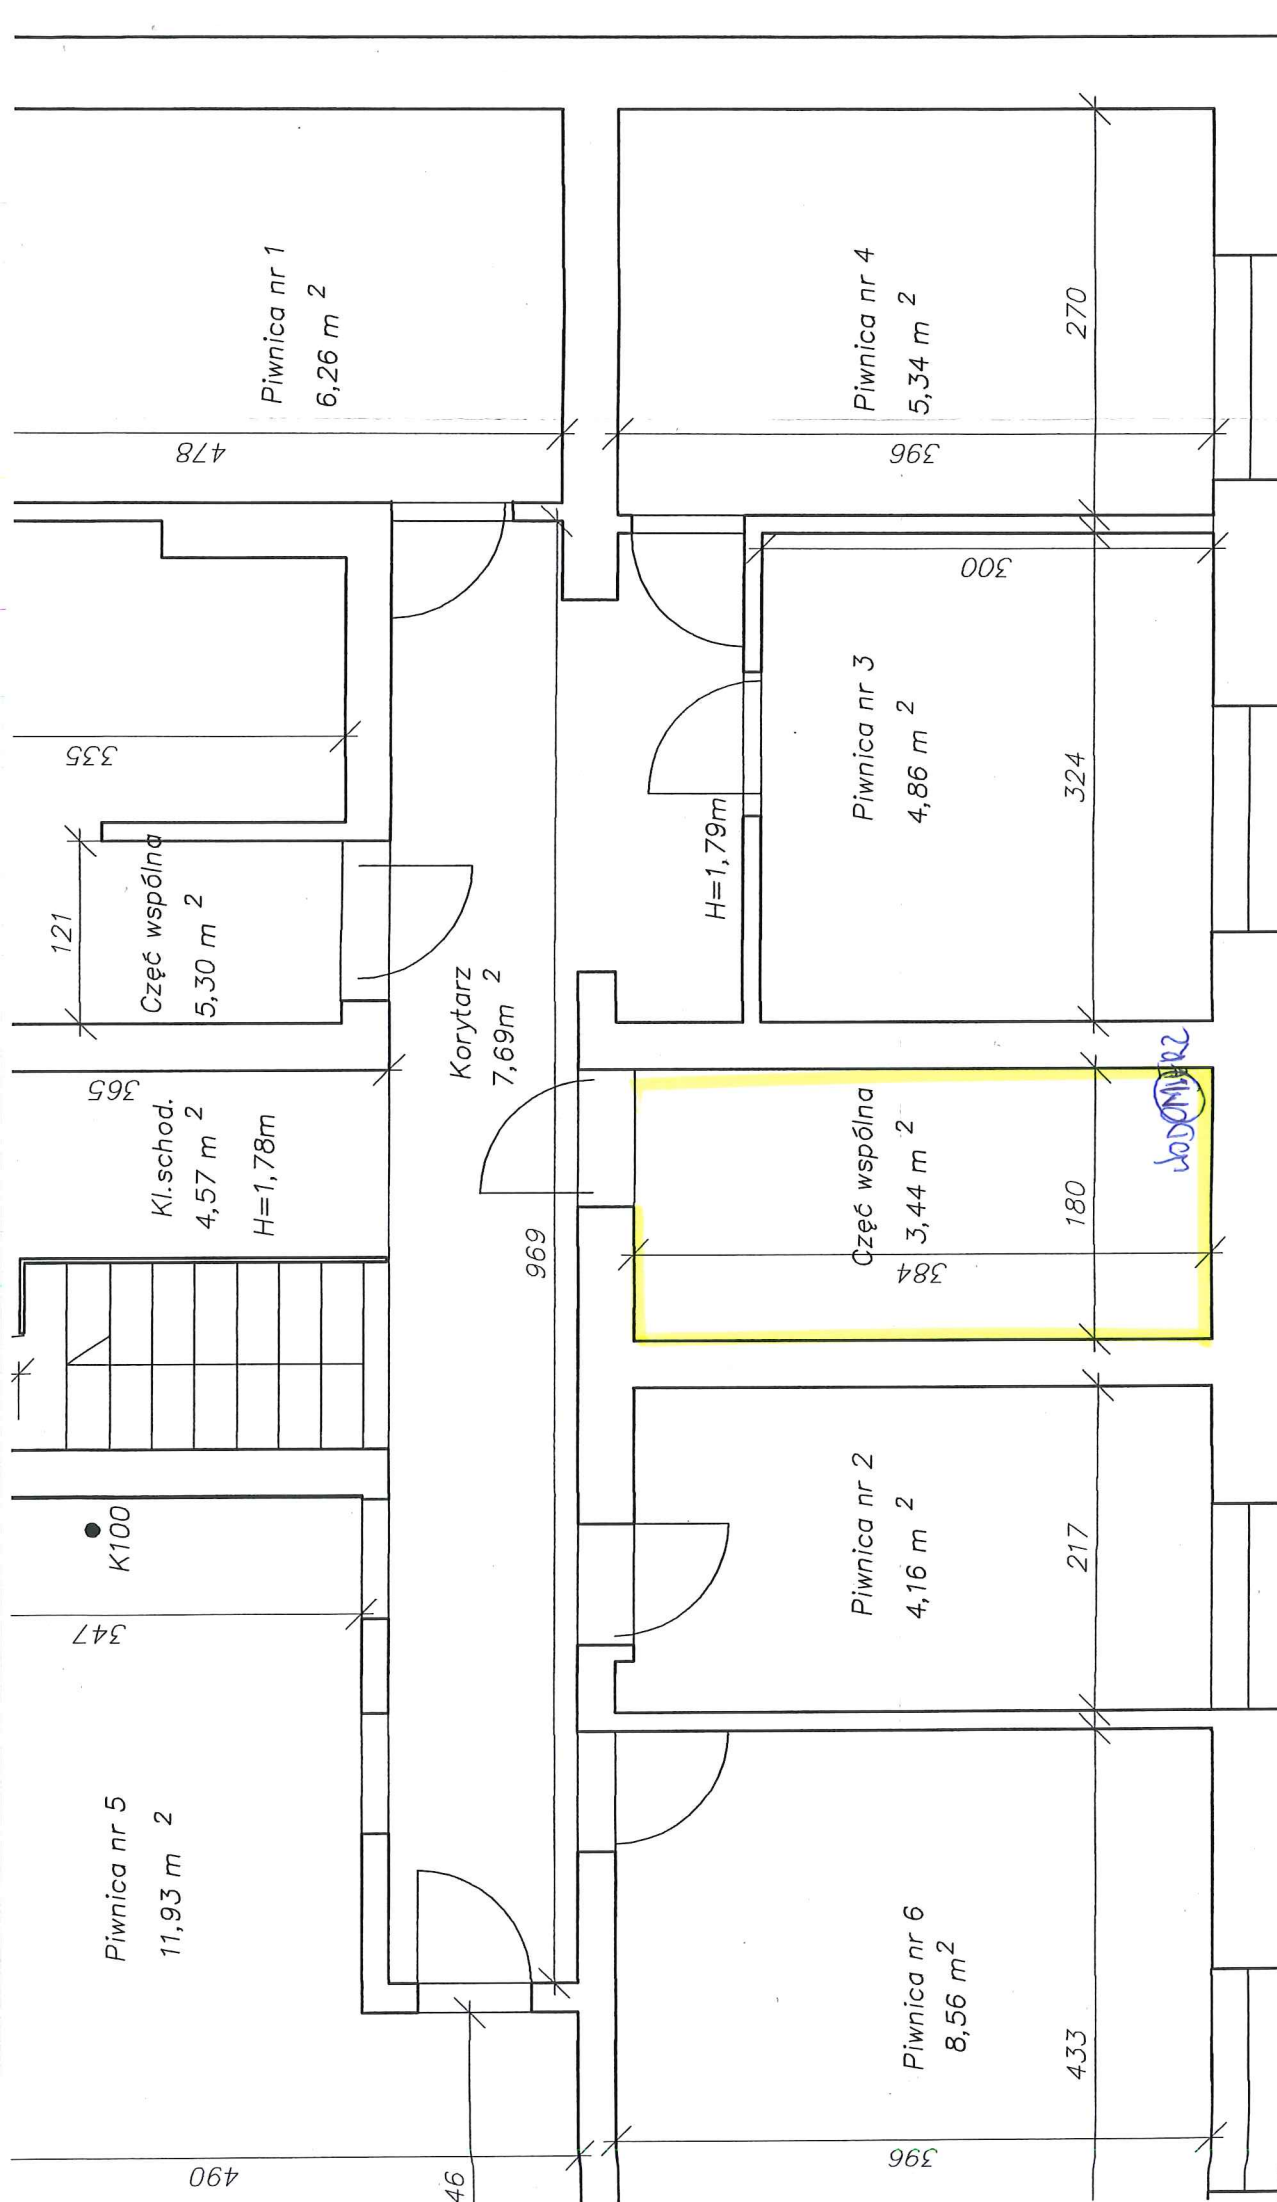 Piwnica nr 1
6,26 m 2
478
Piwnica nr 4
5,34 m 2
270
396
335
300
Piwnica nr 3
4,86 m 2
324
H=1,79m
121
Częć wspólna
5,30 m 2
Korytarz
7,69m 2
365
Kl.schod.
4,57 m 2
H=1,78m
969
Częć wspólna
3,44 m 2
180
384
WODOMIERZ
K100
347
Piwnica nr 2
4,16 m 2
217
Piwnica nr 5
11,93 m 2
Piwnica nr 6
8,56 m2
433
490
46
396